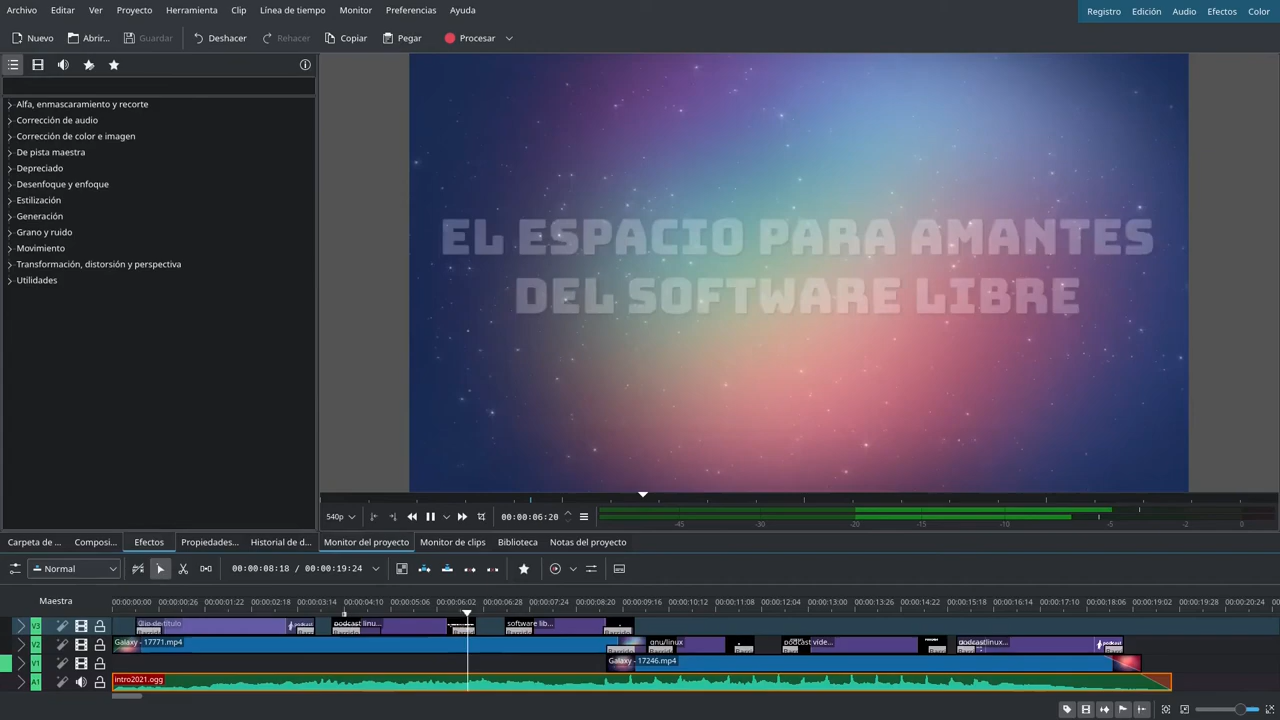 Archivo Editar Ver Proyecto Herramienta Clip Línea de tiempo Monitor Preferencias Ayuda
Registro Edición Audio Efectos Color
Nuevo Abrir... Guardar Deshacer Rehacer Copiar Pegar Procesar
Alfa, enmascaramiento y recorte
Corrección de audio
Corrección de color e imagen
De pista maestra
Depreciado
Desenfoque y enfoque
Estilización
Generación
Grano y ruido
Movimiento
Transformación, distorsión y perspectiva
Utilidades
EL ESPACIO PARA AMANTES
DEL SOFTWARE LIBRE
540p 00:00:06:20 -45 -30 -20 -15 -10 -5 -2 0
Carpeta de ... Composi... Efectos Propiedades... Historial de d... Monitor del proyecto Monitor de clips Biblioteca Notas del proyecto
Normal 00:00:08:18 / 00:00:19:24
Maestra 00:00:00:00 00:00:00:26 00:00:01:22 00:00:02:18 00:00:03:14 00:00:04:10 00:00:05:06 00:00:06:02 00:00:06:28 00:00:07:24 00:00:09:16 00:00:10:12 00:00:11:08 00:00:12:04 00:00:13:00 00:00:13:26 00:00:14:22 00:00:15:18 00:00:16:14 00:00:17:10 00:00:18:06 00:00:19:02 00:00:19:28 00:00:20:24
V3 Clip de título podcast podcast linu... software lib...
V2 Galaxy - 17771.mp4 gnu/linux podcast vide... podcastlinux... podcast
V1 Galaxy - 17246.mp4
A1 intro2021.ogg